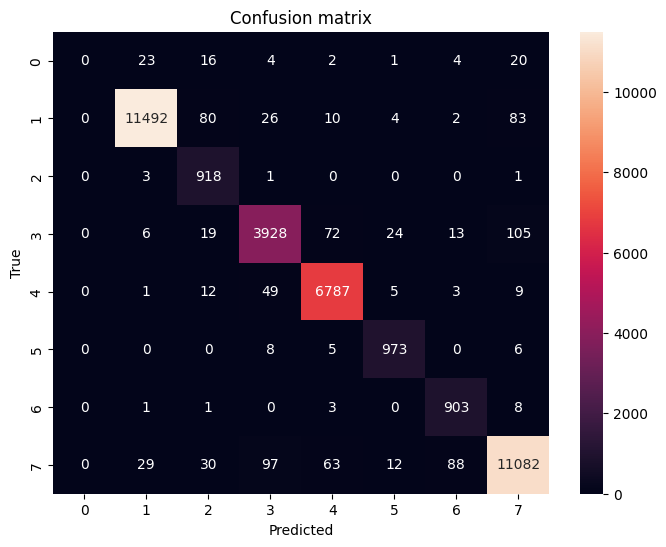 Confusion matrix
0 0 23 16 4 2 1 4 20
1 0 11492 80 26 10 4 2 83
2 0 3 918 1 0 0 0 1
3 0 6 19 3928 72 24 13 105
4 0 1 12 49 6787 5 3 9
5 0 0 0 8 5 973 0 6
6 0 1 1 0 3 0 903 8
7 0 29 30 97 63 12 88 11082
0 1 2 3 4 5 6 7
True
Predicted
10000
8000
6000
4000
2000
0